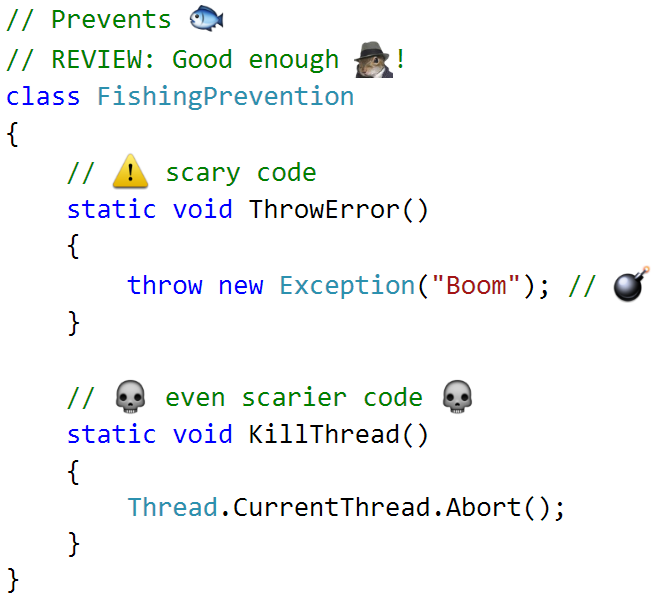 // Prevents 🐟
// REVIEW: Good enough !
class FishingPrevention
{
    // ⚠️ scary code
    static void ThrowError()
    {
        throw new Exception("Boom"); // 💣
    }

    // 💀 even scarier code 💀
    static void KillThread()
    {
        Thread.CurrentThread.Abort();
    }
}